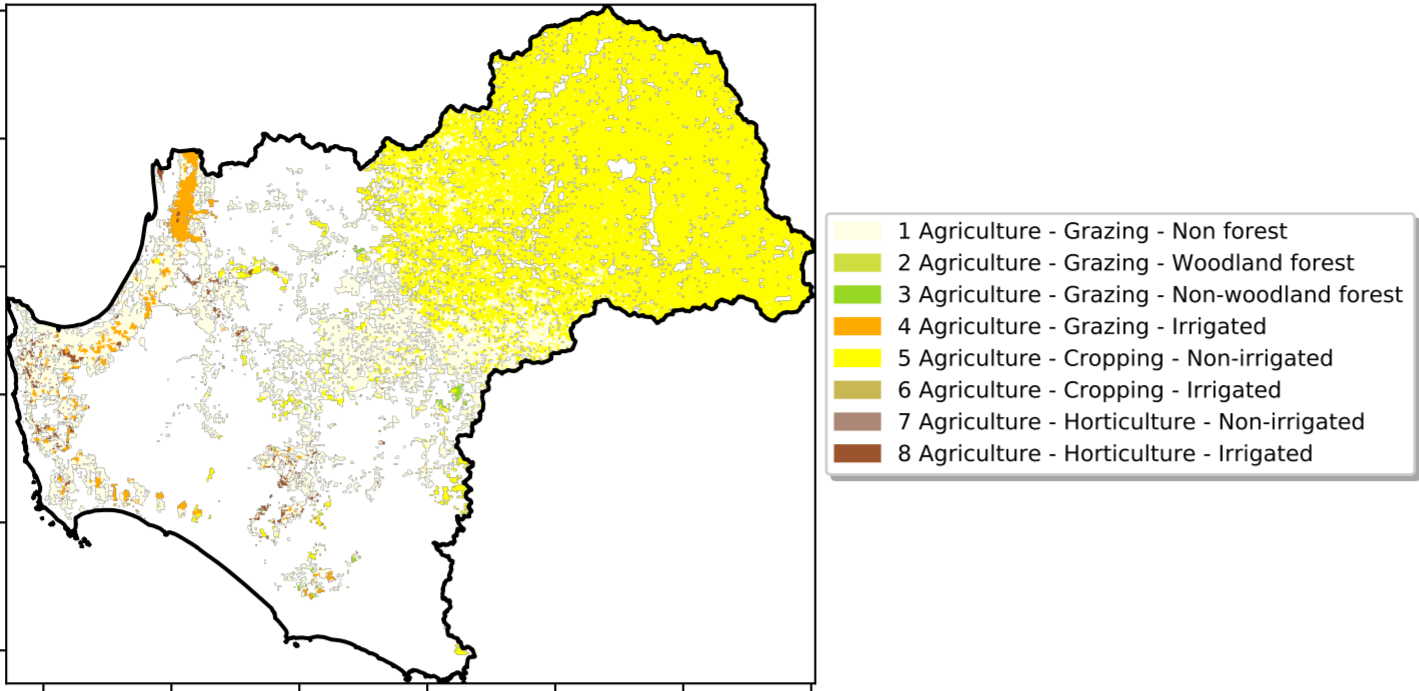 1 Agriculture - Grazing - Non forest
2 Agriculture - Grazing - Woodland forest
3 Agriculture - Grazing - Non-woodland forest
4 Agriculture - Grazing - Irrigated
5 Agriculture - Cropping - Non-irrigated
6 Agriculture - Cropping - Irrigated
7 Agriculture - Horticulture - Non-irrigated
8 Agriculture - Horticulture - Irrigated